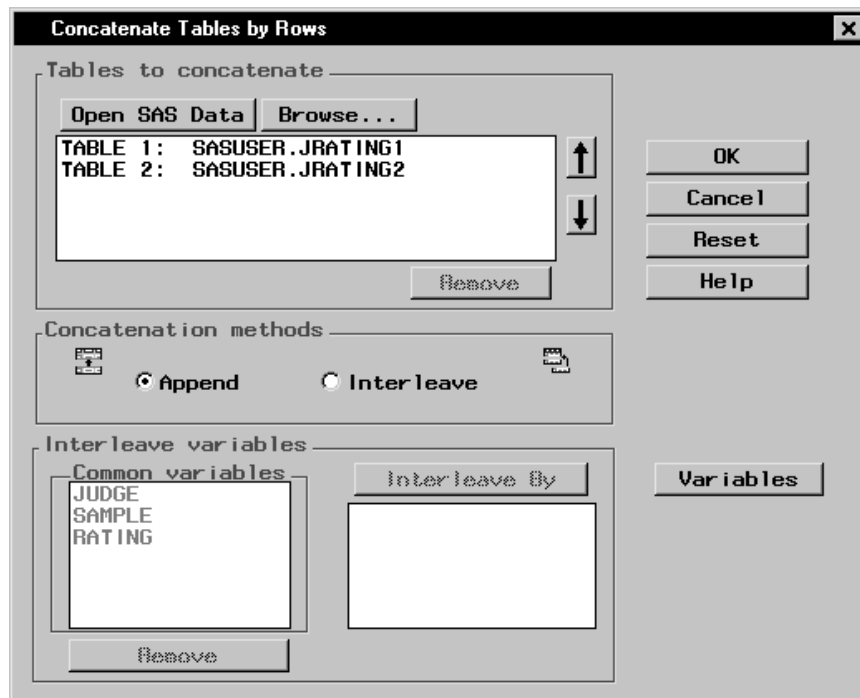 Concatenate Tables by Rows
Tables to concatenate
Open SAS Data
Browse...
TABLE 1: SASUSER.JRATING1
TABLE 2: SASUSER.JRATING2
Remove
OK
Cancel
Reset
Help
Concatenation methods
Append
Interleave
Interleave variables
Common variables
JUDGE
SAMPLE
RATING
Interleave By
Variables
Remove